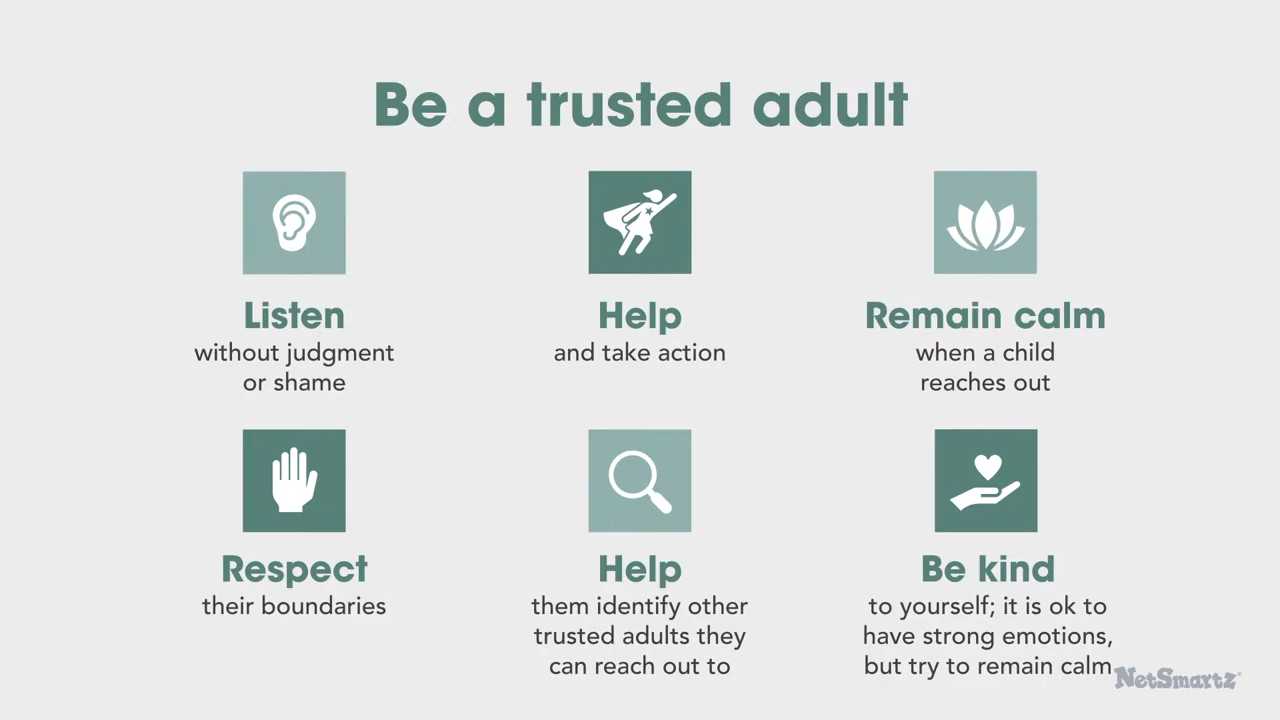 Be a trusted adult
Listen
without judgment
or shame
Help
and take action
Remain calm
when a child
reaches out
Respect
their boundaries
Help
them identify other
trusted adults they
can reach out to
Be kind
to yourself; it is ok to
have strong emotions,
but try to remain calm
NetSmartz®